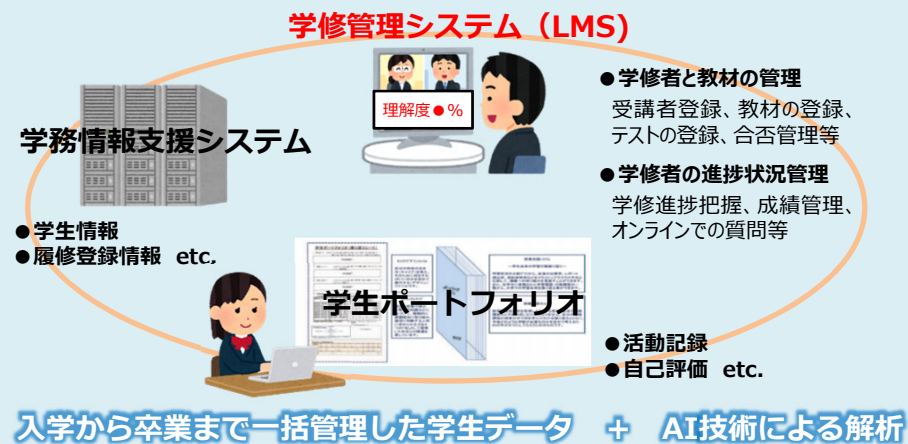 学修管理システム（LMS)
理解度●%
●学修者と教材の管理
受講者登録、教材の登録、
テストの登録、合否管理等
●学修者の進捗状況管理
学修進捗把握、成績管理、
オンラインでの質問等
学務情報支援システム
●学生情報
●履修登録情報 etc.
学生ポートフォリオ
●活動記録
●自己評価 etc.
入学から卒業まで一括管理した学生データ ＋ AI技術による解析